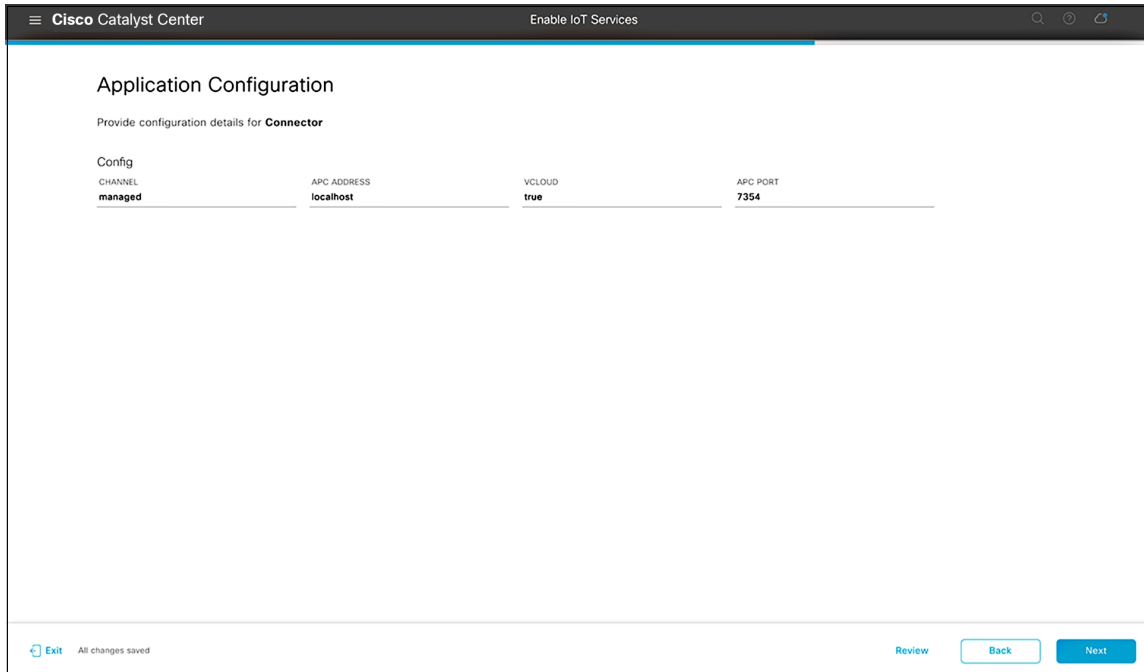 Cisco Catalyst Center
Enable IoT Services
Application Configuration
Provide configuration details for Connector
Config
CHANNEL APC ADDRESS VCLOUD APC PORT
managed localhost true 7354
Exit All changes saved Review Back Next